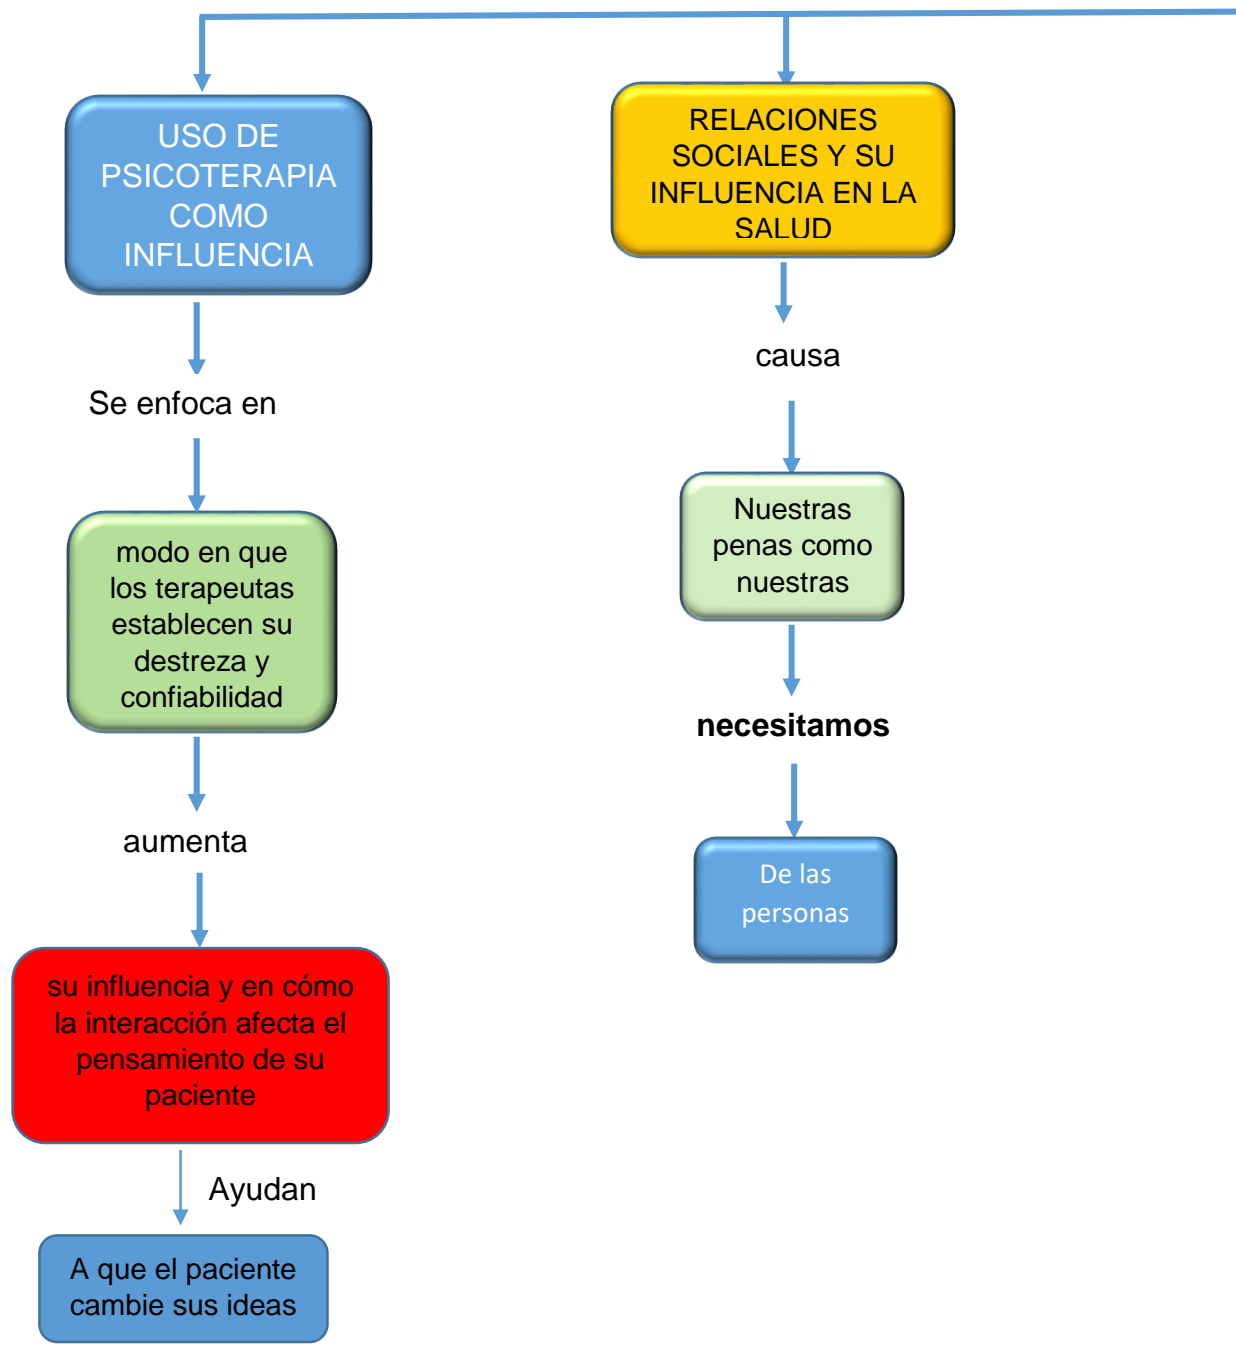 USO DE
PSICOTERAPIA
COMO
INFLUENCIA
Se enfoca en
modo en que
los terapeutas
establecen su
destreza y
confiabilidad
aumenta
su influencia y en cómo
la interacción afecta el
pensamiento de su
paciente
Ayudan
A que el paciente
cambie sus ideas
RELACIONES
SOCIALES Y SU
INFLUENCIA EN LA
SALUD
causa
Nuestras
penas como
nuestras
necesitamos
De las
personas